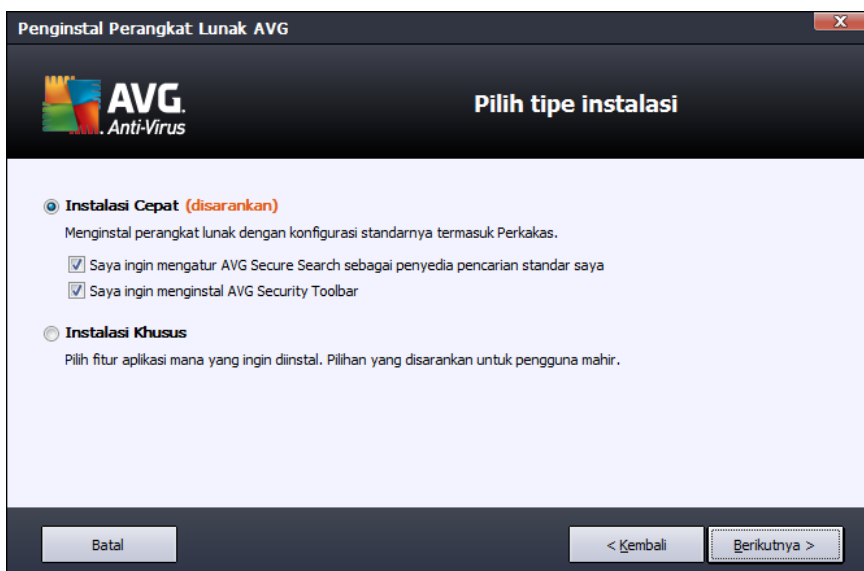 Penginstal Perangkat Lunak AVG
X
AVG.
Anti-Virus
Pilih tipe instalasi
Instalasi Cepat (disarankan)
Menginstal perangkat lunak dengan konfigurasi standarnya termasuk Perkakas.
Saya ingin mengatur AVG Secure Search sebagai penyedia pencarian standar saya
Saya ingin menginstal AVG Security Toolbar
Instalasi Khusus
Pilih fitur aplikasi mana yang ingin diinstal. Pilihan yang disarankan untuk pengguna mahir.
Batal
< Kembali
Berikutnya >